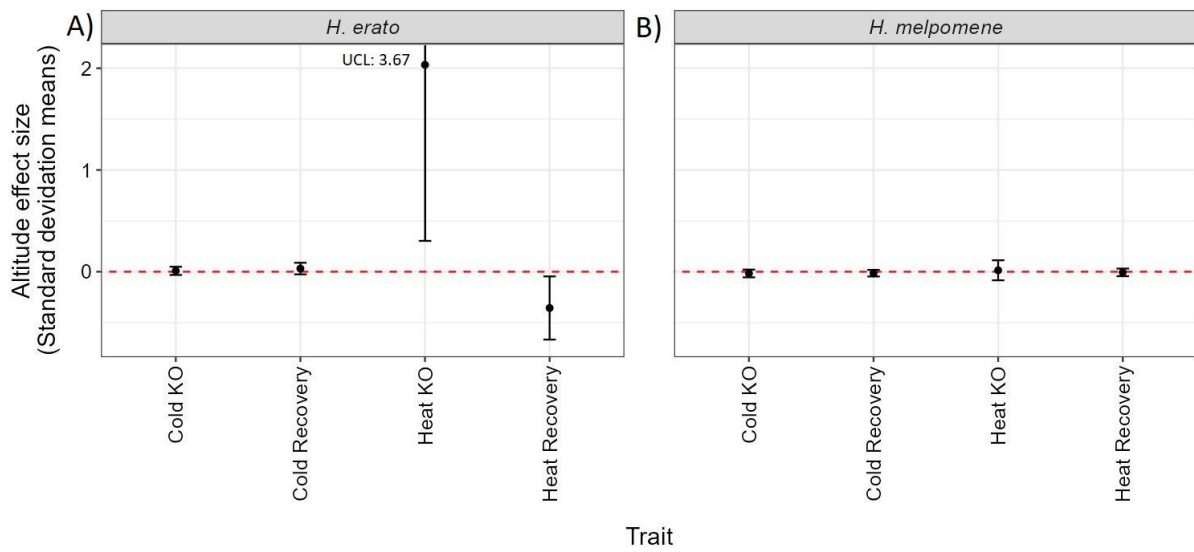 A)
H. erato
B)
H. melpomene
Altitude effect size
(Standard devidation means)
2
1
0
UCL: 3.67
Cold KO
Cold Recovery
Heat KO
Heat Recovery
Cold KO
Cold Recovery
Heat KO
Heat Recovery
Trait